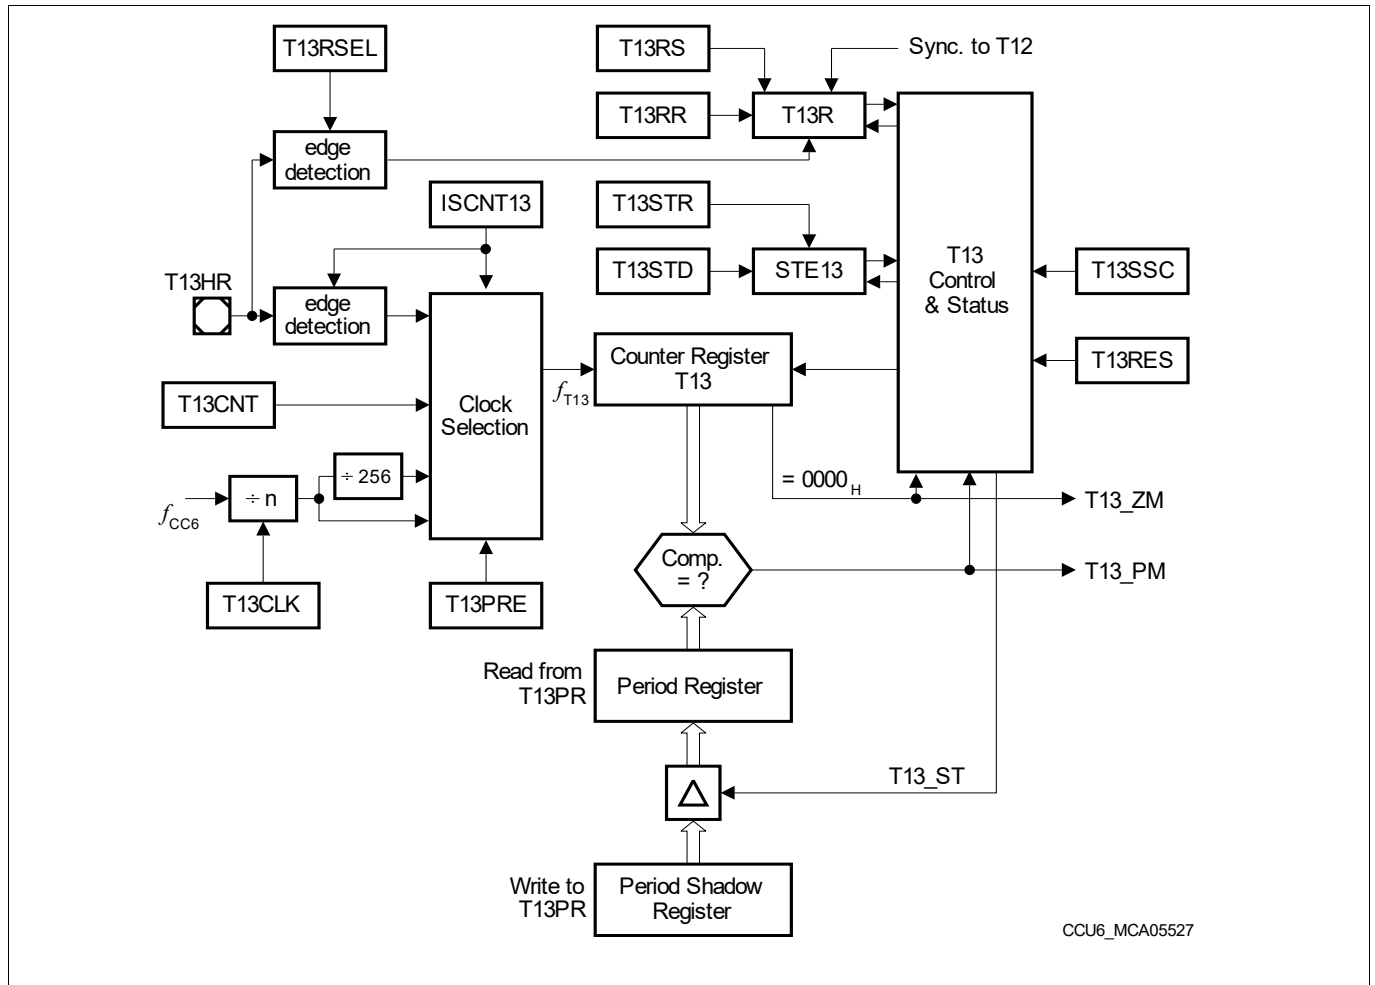 T13RSEL
T13RS
Sync. to T12
T13RR
T13R
edge
detection
ISCNT13
T13STR
T13STD
STE13
T13
Control
& Status
T13SSC
T13HR
edge
detection
Counter Register
T13
T13RES
T13CNT
Clock
Selection
fT13
÷ 256
= 0000H
fCC6
÷ n
T13_ZM
Comp.
= ?
T13_PM
T13CLK
T13PRE
Read from
T13PR
Period Register
T13_ST
Δ
Write to
T13PR
Period Shadow
Register
CCU6_MCA05527